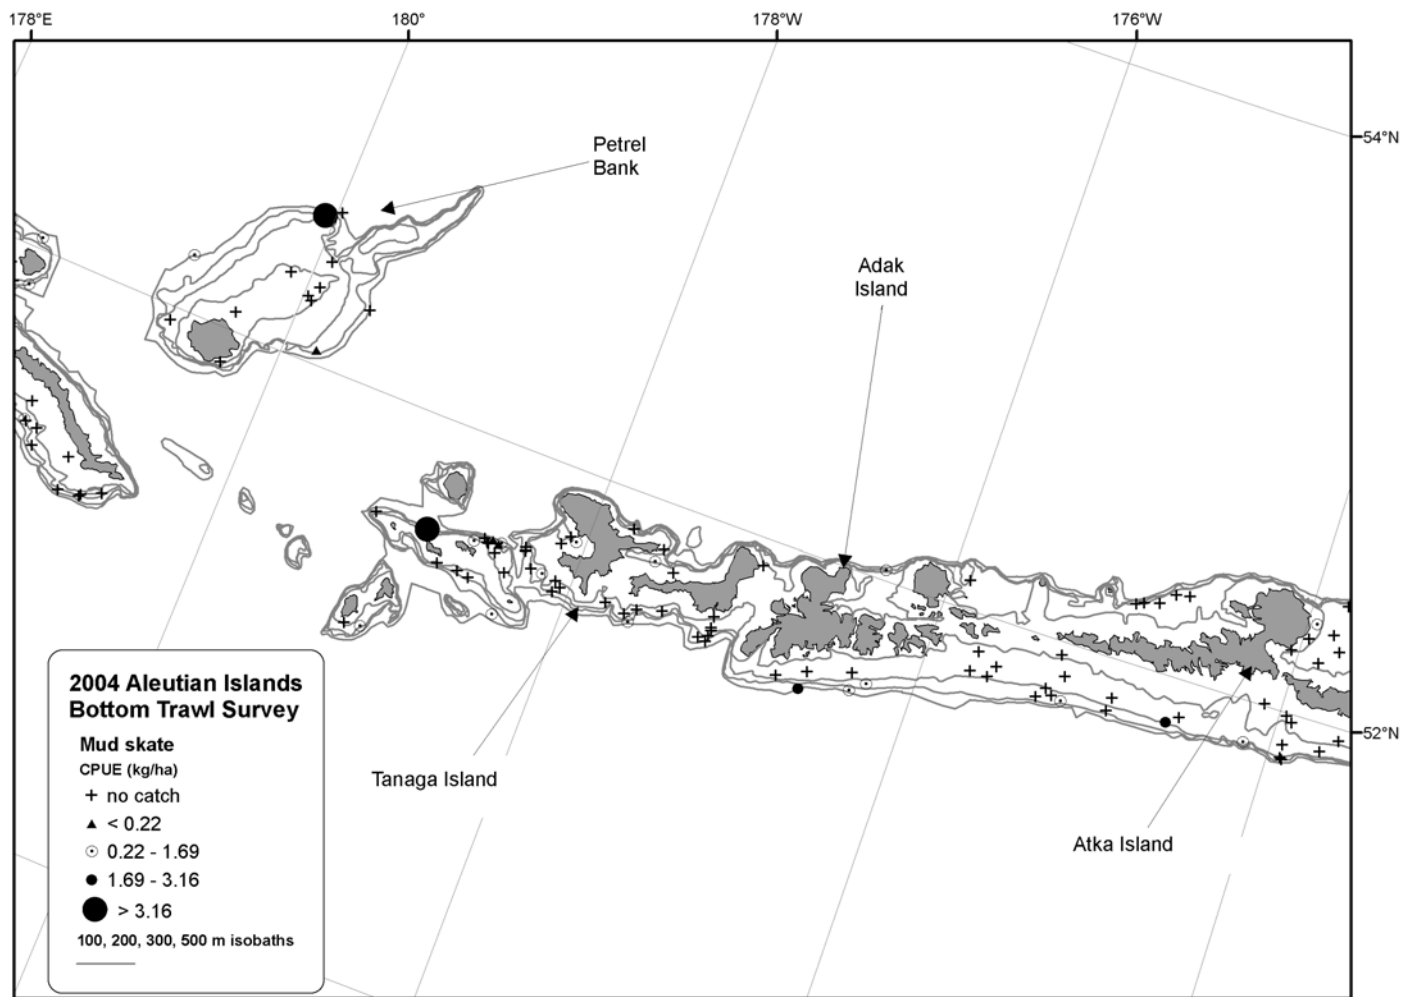 178°E
180°
178°W
176°W
54°N
Petrel
Bank
Adak
Island
52°N
Tanaga Island
Atka Island
2004 Aleutian Islands
Bottom Trawl Survey
Mud skate
CPUE (kg/ha)
no catch
< 0.22
0.22 - 1.69
1.69 - 3.16
> 3.16
100, 200, 300, 500 m isobaths